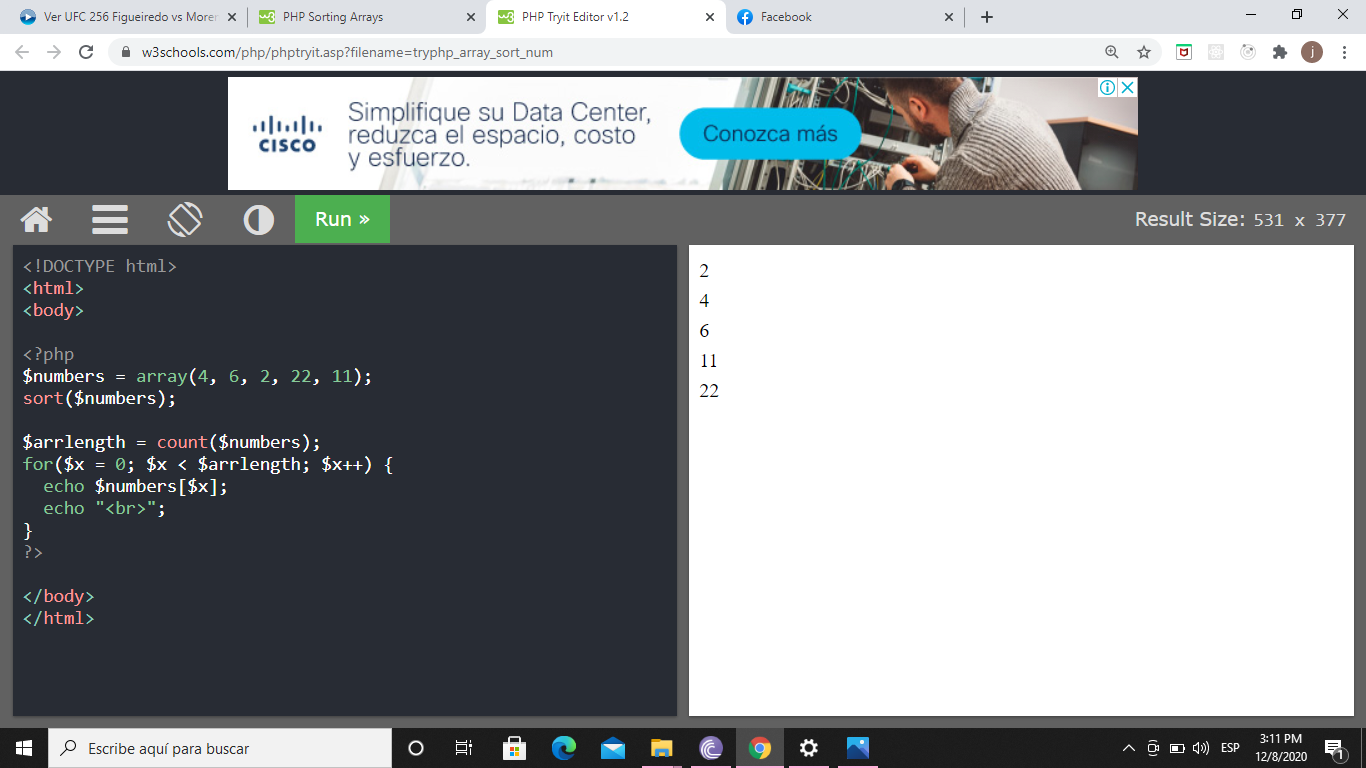 Ver UFC 256 Figueiredo vs Moren
PHP Sorting Arrays
PHP Tryit Editor v1.2
Facebook
w3schools.com/php/phptryit.asp?filename=tryphp_array_sort_num
j
CISCO
Simplifique su Data Center,
reduzca el espacio, costo
y esfuerzo.
Conozca más
Run »
Result Size: 531 x 377
<!DOCTYPE html>
<html>
<body>
<?php
$numbers = array(4, 6, 2, 22, 11);
sort($numbers);
$arrlength = count($numbers);
for($x = 0; $x < $arrlength; $x++) {
  echo $numbers[$x];
  echo "<br>";
}
?>
</body>
</html>
2
4
6
11
22
Escribe aquí para buscar
ESP
3:11 PM
12/8/2020
1